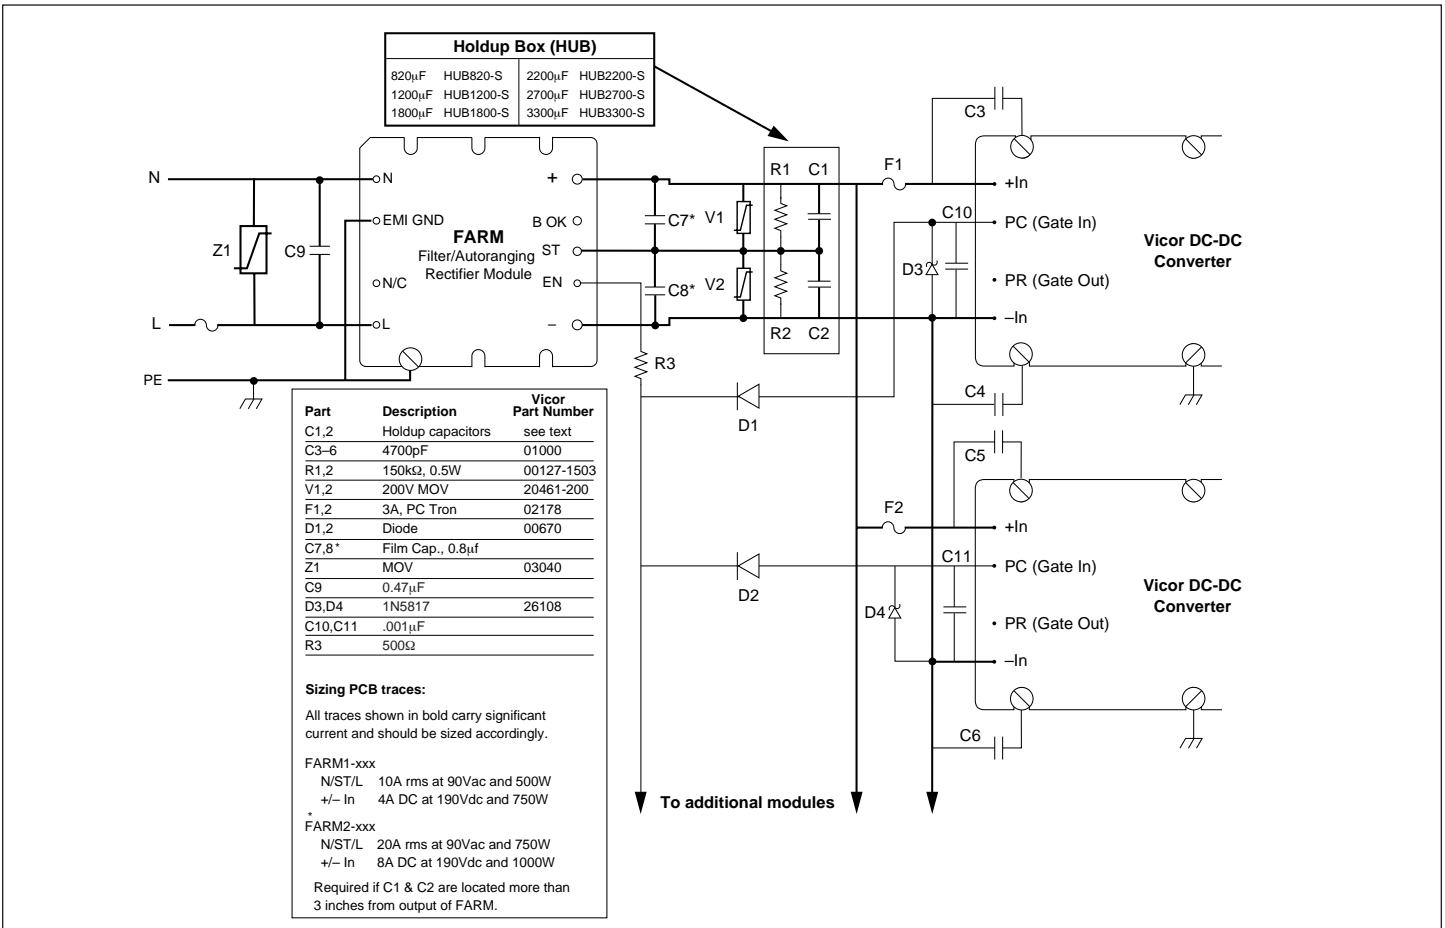 Holdup Box (HUB)
820µF HUB820-S 2200µF HUB2200-S
1200µF HUB1200-S 2700µF HUB2700-S
1800µF HUB1800-S 3300µF HUB3300-S
N
L
PE
Z1
C9
N
EMI GND
N/C
L
FARM
Filter/Autoranging
Rectifier Module
+
B OK
ST
EN
–
C7*
C8*
V1
V2
R1 C1
R2 C2
R3
F1
C3
+In
C10
PC (Gate In)
Vicor DC-DC
Converter
D3
PR (Gate Out)
–In
C4
D1
C5
F2
+In
C11
PC (Gate In)
Vicor DC-DC
Converter
D2
D4
PR (Gate Out)
–In
C6
To additional modules
Part Description Vicor Part Number
C1,2 Holdup capacitors see text
C3–6 4700pF 01000
R1,2 150kΩ, 0.5W 00127-1503
V1,2 200V MOV 20461-200
F1,2 3A, PC Tron 02178
D1,2 Diode 00670
C7,8* Film Cap., 0.8µf
Z1 MOV 03040
C9 0.47µF
D3,D4 1N5817 26108
C10,C11 .001µF
R3 500Ω
Sizing PCB traces:
All traces shown in bold carry significant
current and should be sized accordingly.
FARM1-xxx
N/ST/L 10A rms at 90Vac and 500W
+/– In 4A DC at 190Vdc and 750W
*
FARM2-xxx
N/ST/L 20A rms at 90Vac and 750W
+/– In 8A DC at 190Vdc and 1000W
Required if C1 & C2 are located more than
3 inches from output of FARM.